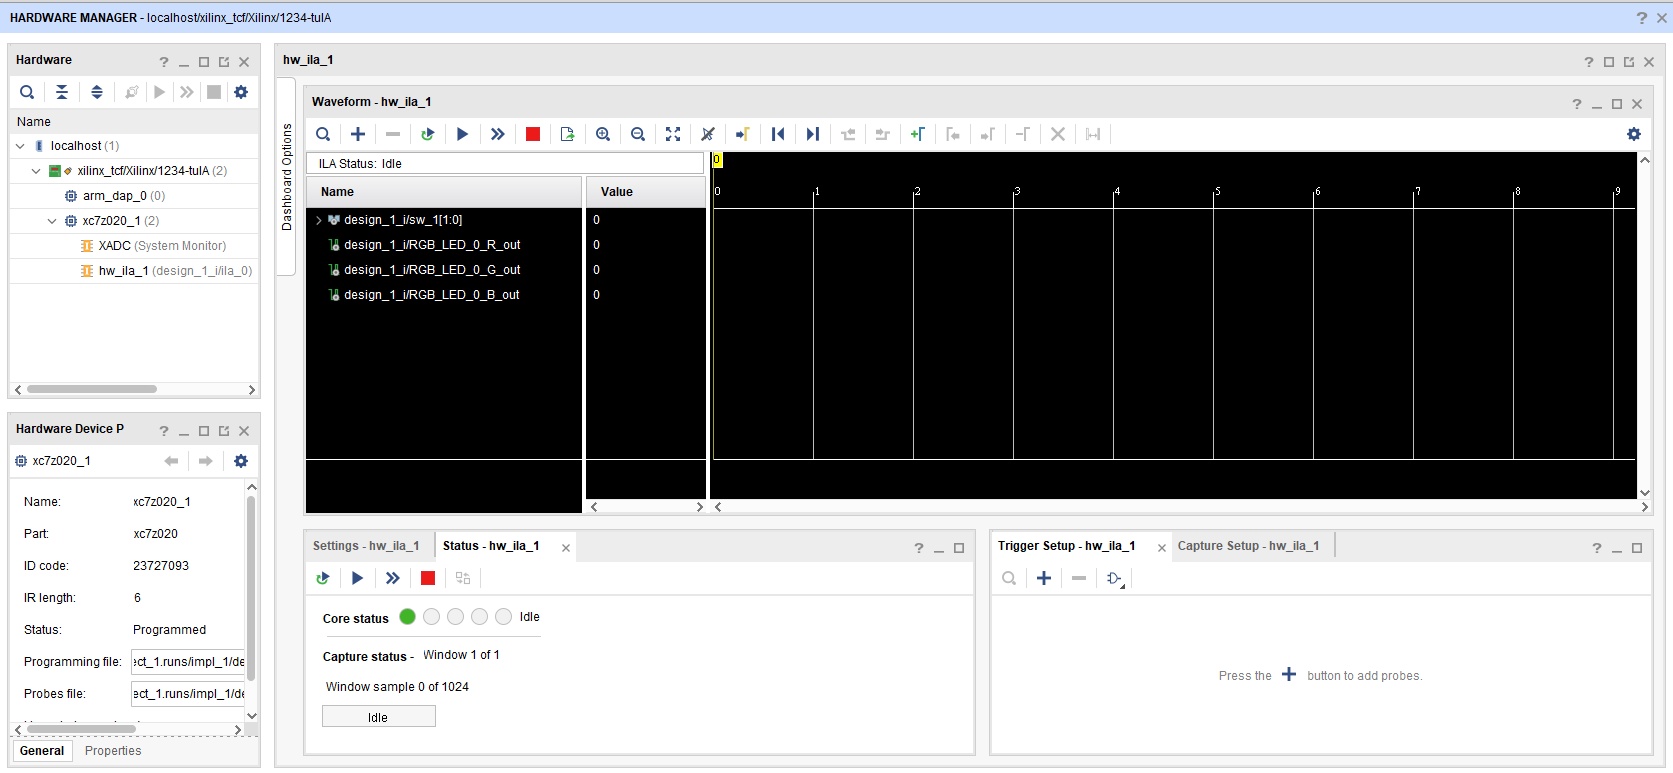 HARDWARE MANAGER - localhost/xilinx_tcf/Xilinx/1234-tulA
Hardware
Name
localhost (1)
xilinx_tcf/Xilinx/1234-tulA (2)
arm_dap_0 (0)
xc7z020_1 (2)
XADC (System Monitor)
hw_ila_1 (design_1_i/ila_0)
Hardware Device P
xc7z020_1
Name: xc7z020_1
Part: xc7z020
ID code: 23727093
IR length: 6
Status: Programmed
Programming file: ect_1.runs/impl_1/de
Probes file: ect_1.runs/impl_1/de
General Properties
hw_ila_1
Dashboard Options
Waveform - hw_ila_1
ILA Status: Idle
Name Value
design_1_i/sw_1[1:0] 0
design_1_i/RGB_LED_0_R_out 0
design_1_i/RGB_LED_0_G_out 0
design_1_i/RGB_LED_0_B_out 0
0
0 1 2 3 4 5 6 7 8 9
Settings - hw_ila_1 Status - hw_ila_1
Core status Idle
Capture status - Window 1 of 1
Window sample 0 of 1024
Idle
Trigger Setup - hw_ila_1 Capture Setup - hw_ila_1
Press the + button to add probes.